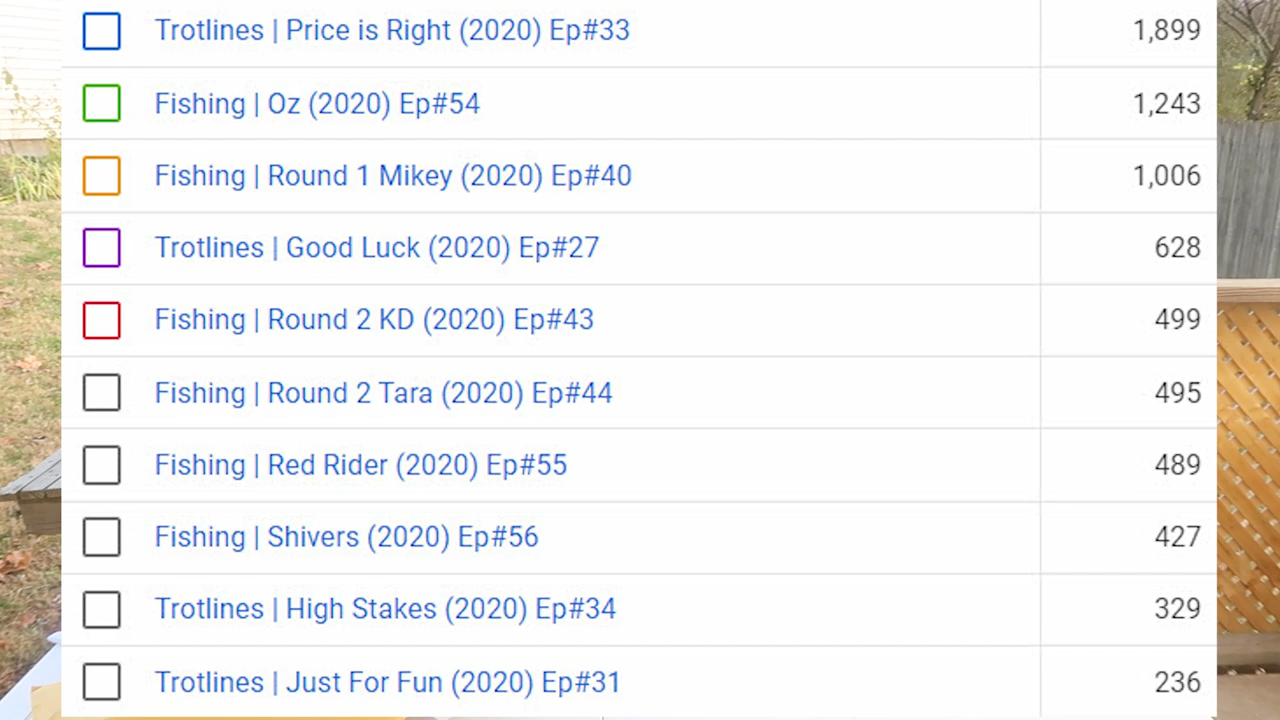 Trotlines | Price is Right (2020) Ep#33 1,899
Fishing | Oz (2020) Ep#54 1,243
Fishing | Round 1 Mikey (2020) Ep#40 1,006
Trotlines | Good Luck (2020) Ep#27 628
Fishing | Round 2 KD (2020) Ep#43 499
Fishing | Round 2 Tara (2020) Ep#44 495
Fishing | Red Rider (2020) Ep#55 489
Fishing | Shivers (2020) Ep#56 427
Trotlines | High Stakes (2020) Ep#34 329
Trotlines | Just For Fun (2020) Ep#31 236